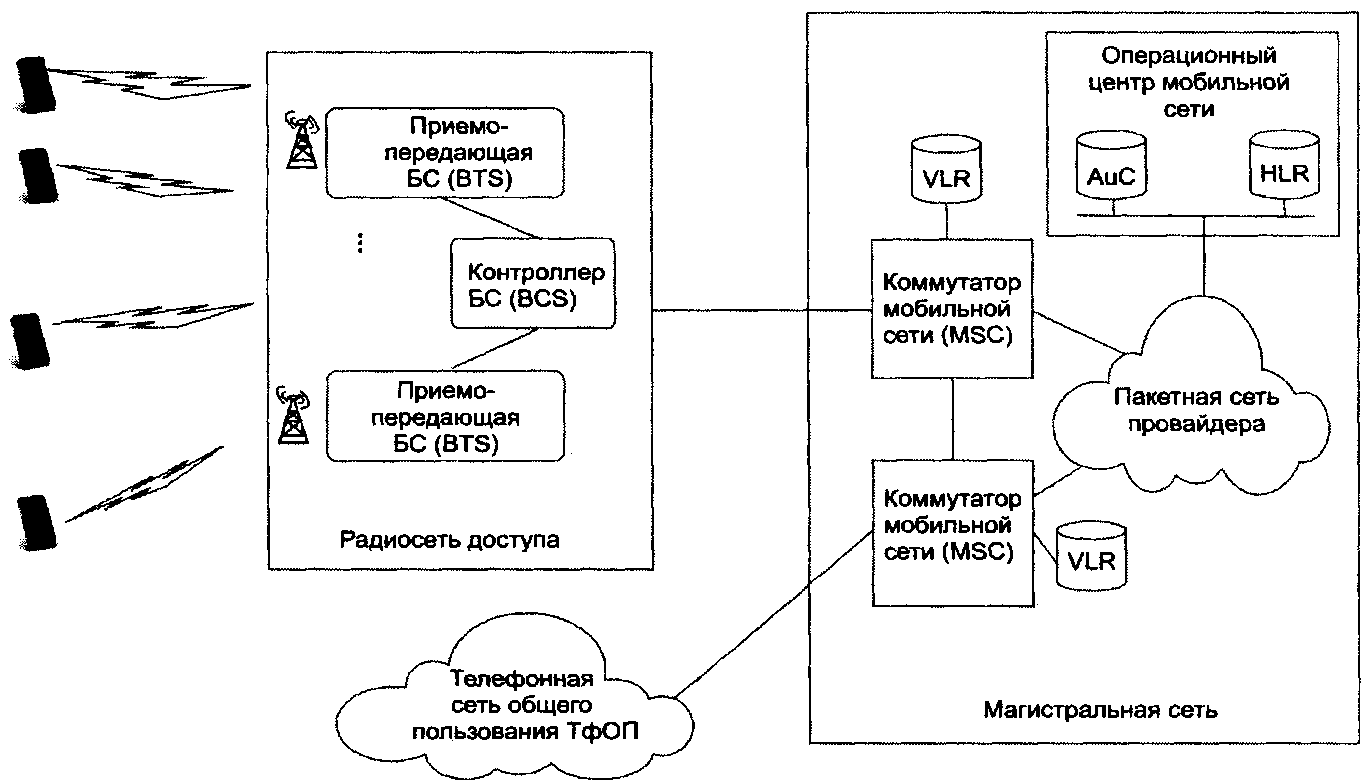 Приемо-
передающая
БС (BTS)
...
Контроллер
БС (BCS)
Приемо-
передающая
БС (BTS)
Радиосеть доступа
Операционный
центр мобильной
сети
AuC
HLR
VLR
Коммутатор
мобильной
сети (MSC)
Пакетная сеть
провайдера
Коммутатор
мобильной
сети (MSC)
VLR
Магистральная сеть
Телефонная
сеть общего
пользования ТфОП